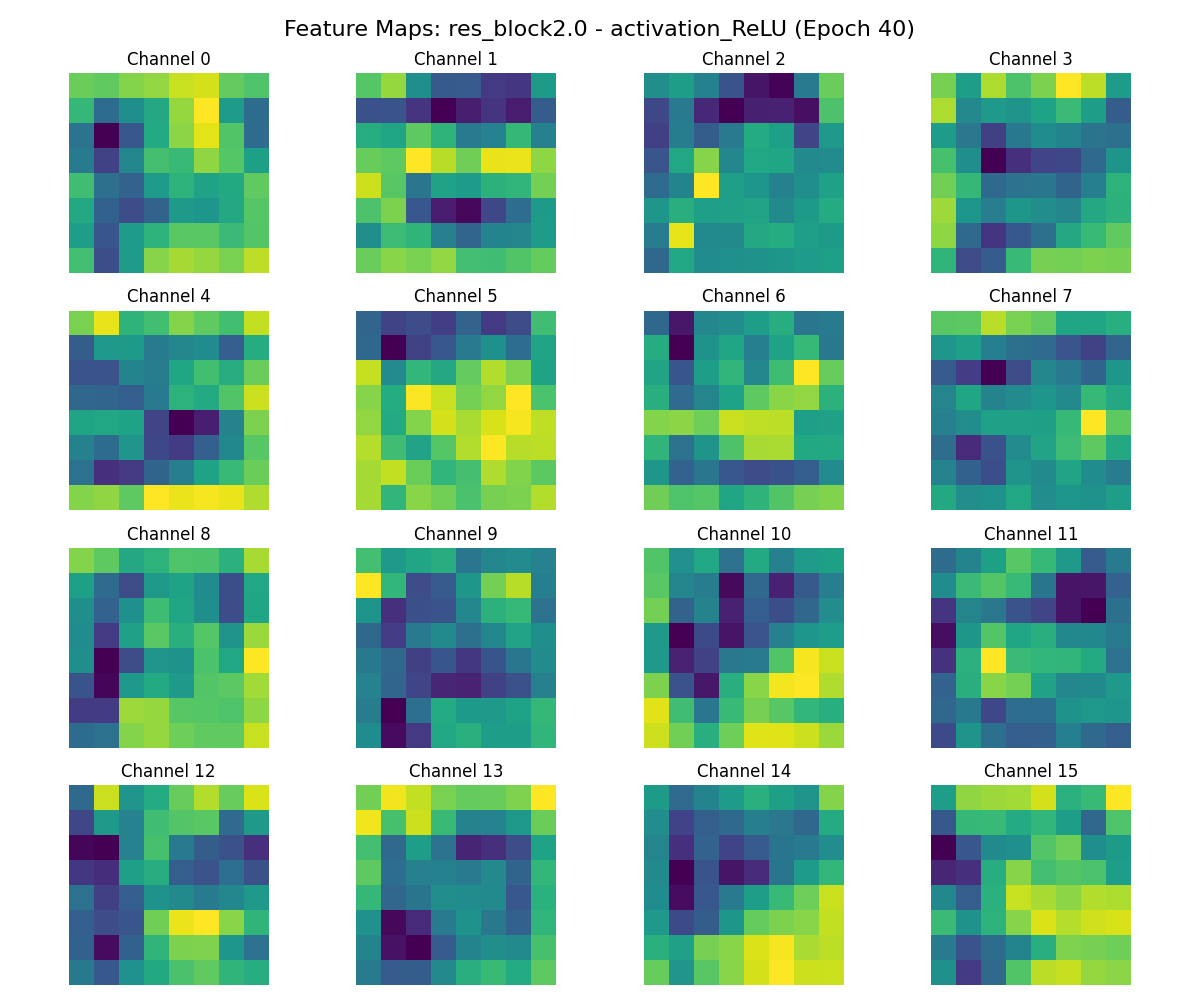 Feature Maps: res_block2.0 - activation_ReLU (Epoch 40)
Channel 0
Channel 1
Channel 2
Channel 3
Channel 4
Channel 5
Channel 6
Channel 7
Channel 8
Channel 9
Channel 10
Channel 11
Channel 12
Channel 13
Channel 14
Channel 15